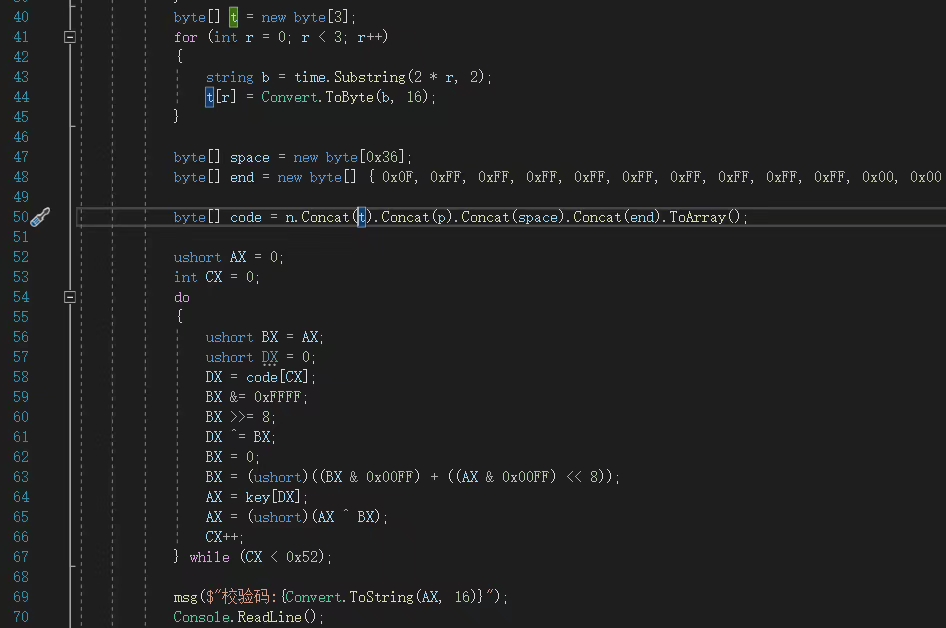 40 byte[] t = new byte[3];
41 for (int r = 0; r < 3; r++)
42 {
43 string b = time.Substring(2 * r, 2);
44 t[r] = Convert.ToByte(b, 16);
45 }
46
47 byte[] space = new byte[0x36];
48 byte[] end = new byte[] { 0x0F, 0xFF, 0xFF, 0xFF, 0xFF, 0xFF, 0xFF, 0xFF, 0xFF, 0xFF, 0x00, 0x00
49
50 byte[] code = n.Concat(t).Concat(p).Concat(space).Concat(end).ToArray();
51
52 ushort AX = 0;
53 int CX = 0;
54 do
55 {
56 ushort BX = AX;
57 ushort DX = 0;
58 DX = code[CX];
59 BX &= 0xFFFF;
60 BX >>= 8;
61 DX ^= BX;
62 BX = 0;
63 BX = (ushort)((BX & 0x00FF) + ((AX & 0x00FF) << 8));
64 AX = key[DX];
65 AX = (ushort)(AX ^ BX);
66 CX++;
67 } while (CX < 0x52);
68
69 msg($"校验码:{Convert.ToString(AX, 16)}");
70 Console.ReadLine();